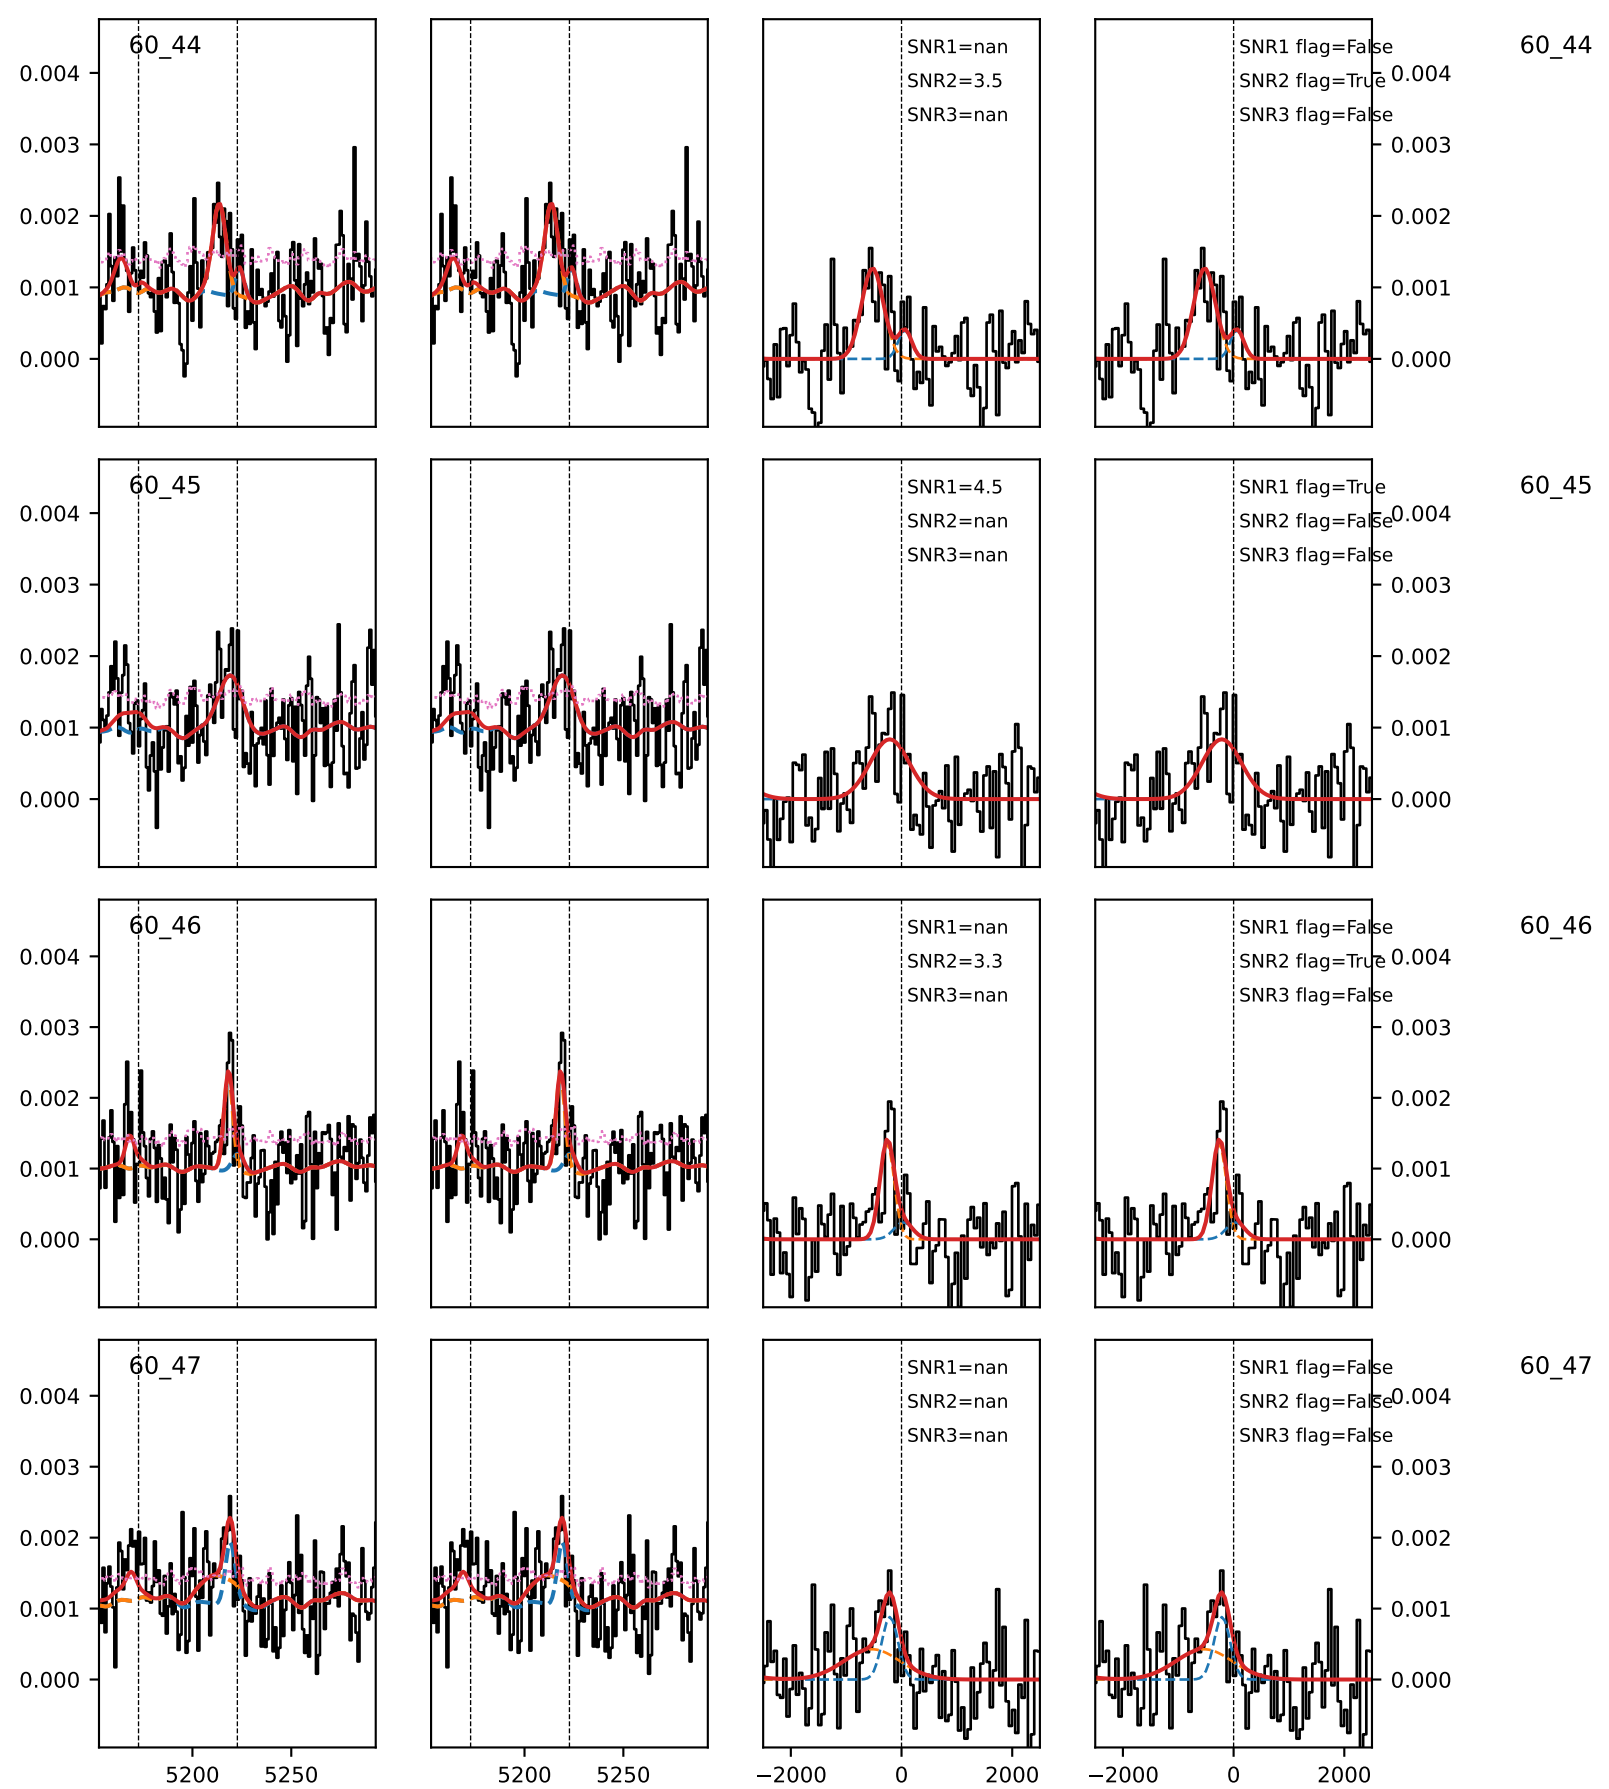 60_44
SNR1=nan
SNR1 flag=False
60_44
0.004
SNR2=3.5
SNR2 flag=True
0.004
SNR3=nan
SNR3 flag=False
0.003
0.003
0.002
0.002
0.001
0.001
0.000
0.000
60_45
SNR1=4.5
SNR1 flag=True
60_45
0.004
SNR2=nan
SNR2 flag=False
0.004
SNR3=nan
SNR3 flag=False
0.003
0.003
0.002
0.002
0.001
0.001
0.000
0.000
60_46
SNR1=nan
SNR1 flag=False
60_46
0.004
SNR2=3.3
SNR2 flag=True
0.004
SNR3=nan
SNR3 flag=False
0.003
0.003
0.002
0.002
0.001
0.001
0.000
0.000
60_47
SNR1=nan
SNR1 flag=False
60_47
0.004
SNR2=nan
SNR2 flag=False
0.004
SNR3=nan
SNR3 flag=False
0.003
0.003
0.002
0.002
0.001
0.001
0.000
0.000
5200 5250
5200 5250
−2000 0 2000
−2000 0 2000